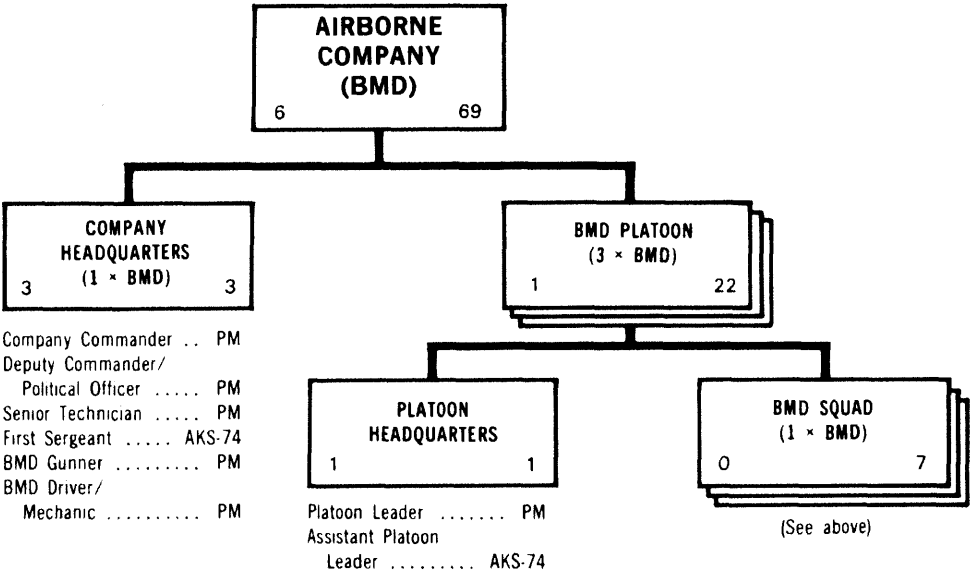 AIRBORNE
COMPANY
(BMD)
6 69
COMPANY
HEADQUARTERS
(1 × BMD)
3 3
Company Commander .. PM
Deputy Commander/
Political Officer ..... PM
Senior Technician ..... PM
First Sergeant ..... AKS-74
BMD Gunner ......... PM
BMD Driver/
Mechanic .......... PM
BMD PLATOON
(3 × BMD)
1 22
PLATOON
HEADQUARTERS
1 1
Platoon Leader ....... PM
Assistant Platoon
Leader ......... AKS-74
BMD SQUAD
(1 × BMD)
0 7
(See above)